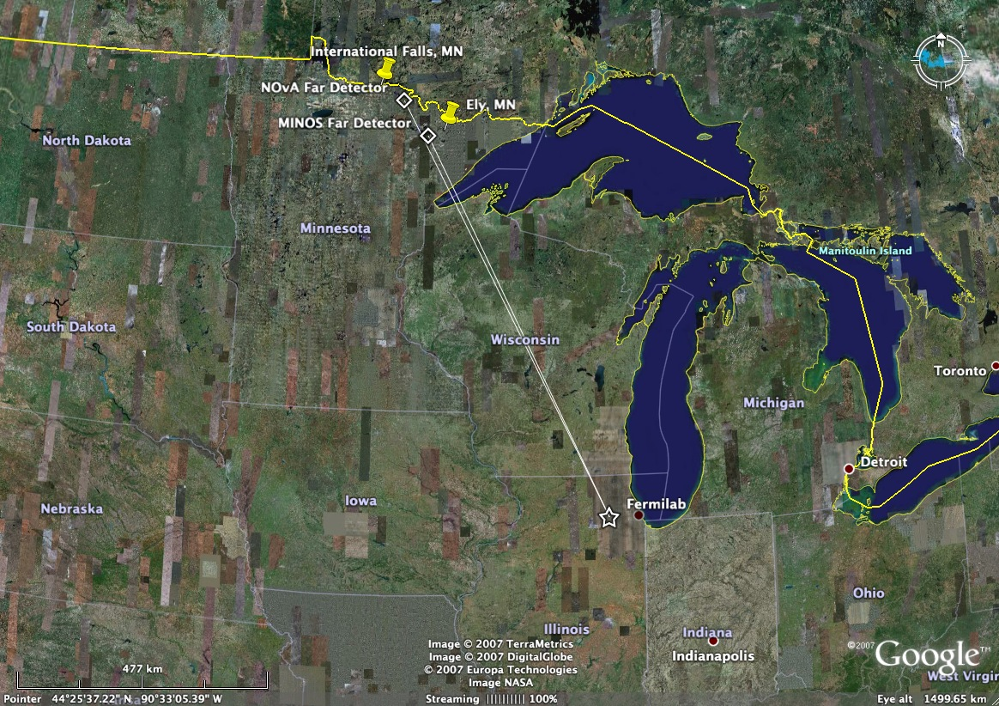 N
International Falls, MN
NOvA Far Detector
Ely, MN
MINOS Far Detector
North Dakota
Minnesota
Manitoulin Island
South Dakota
Wisconsin
Toronto
Michigan
Detroit
Nebraska
Iowa
Fermilab
Ohio
Illinois
Indiana
Indianapolis
Image © 2007 TerraMetrics
Image © 2007 DigitalGlobe
© 2007 Europa Technologies
Image NASA
©2007 Google™
West Virgin
477 km
Pointer 44°25'37.22" N 90°33'05.39" W
Streaming |||||||||| 100%
Eye alt 1499.65 km